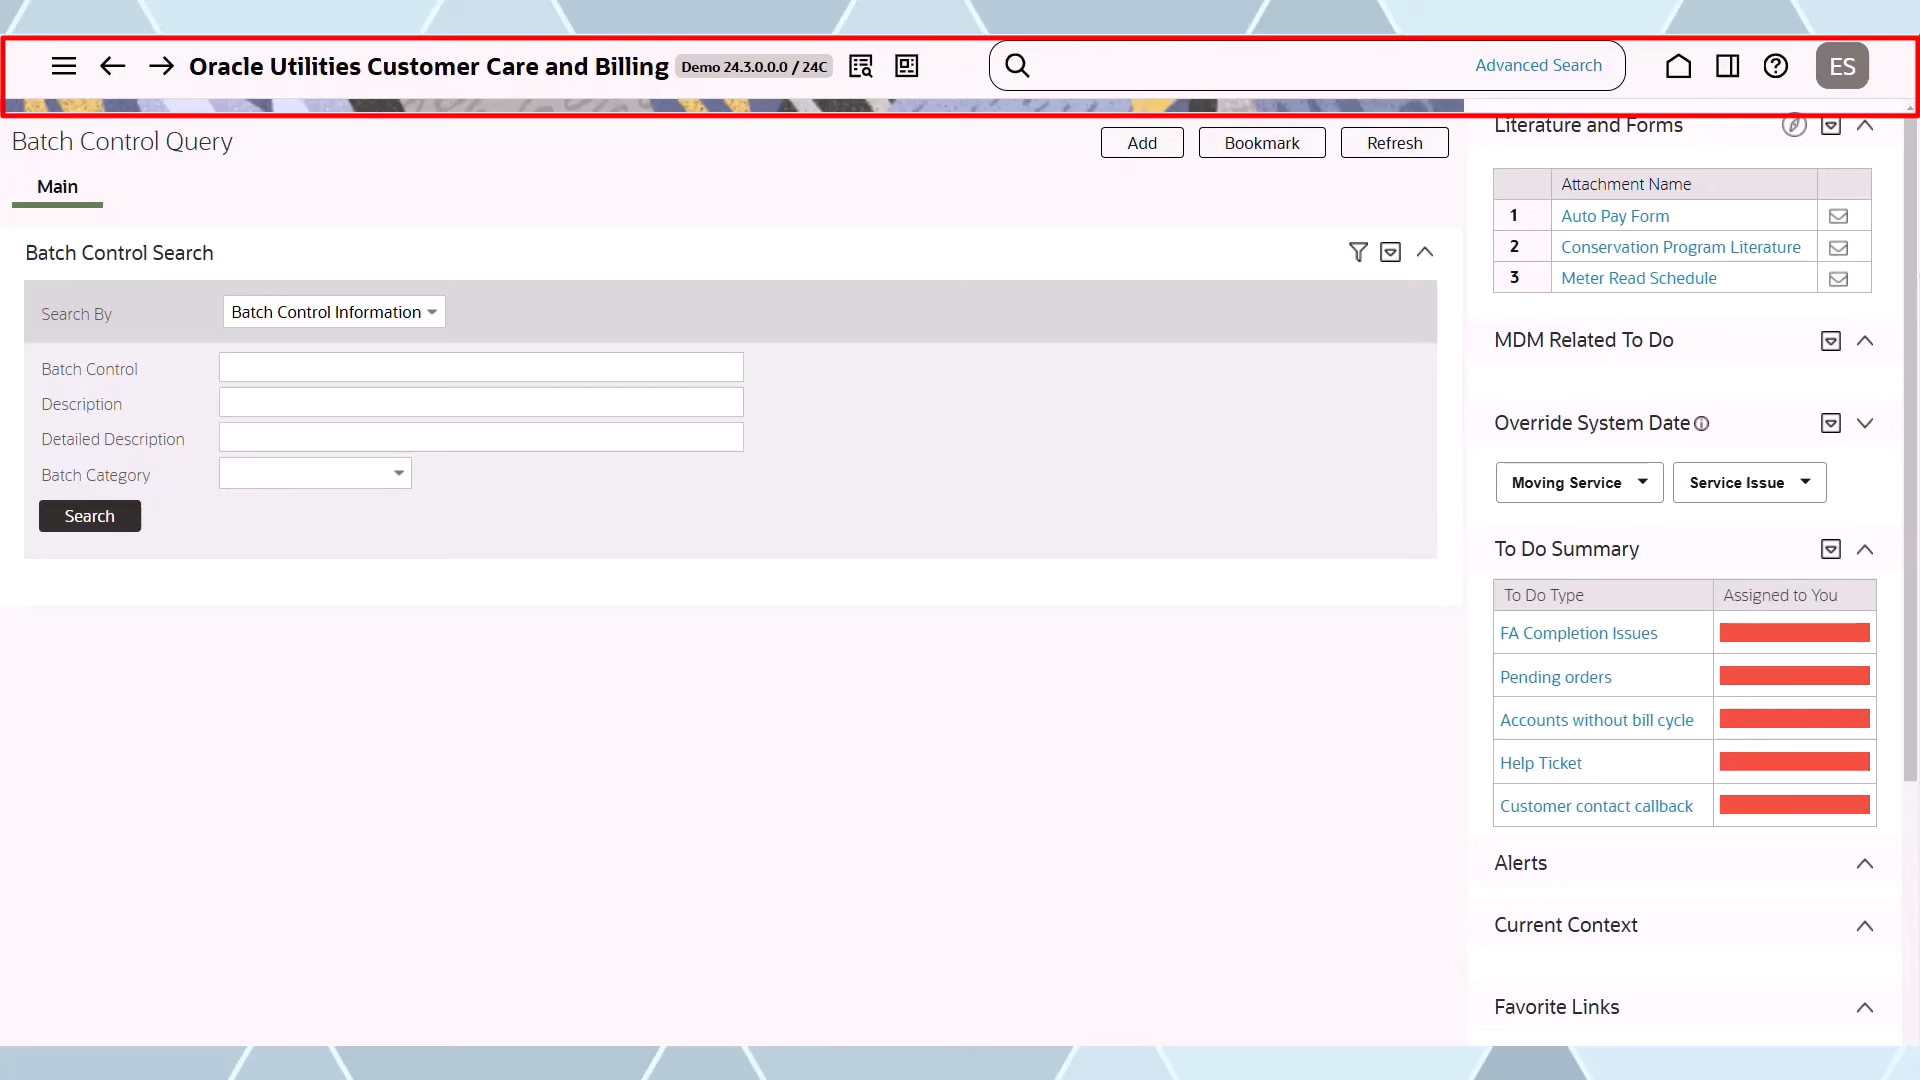 Oracle Utilities Customer Care and Billing Demo 24.3.0.0.0 / 24C Advanced Search ES
Batch Control Query Add Bookmark Refresh
Main
Batch Control Search
Search By Batch Control Information
Batch Control
Description
Detailed Description
Batch Category
Search
Literature and Forms
Attachment Name
1 Auto Pay Form
2 Conservation Program Literature
3 Meter Read Schedule
MDM Related To Do
Override System Date
Moving Service Service Issue
To Do Summary
To Do Type Assigned to You
FA Completion Issues
Pending orders
Accounts without bill cycle
Help Ticket
Customer contact callback
Alerts
Current Context
Favorite Links